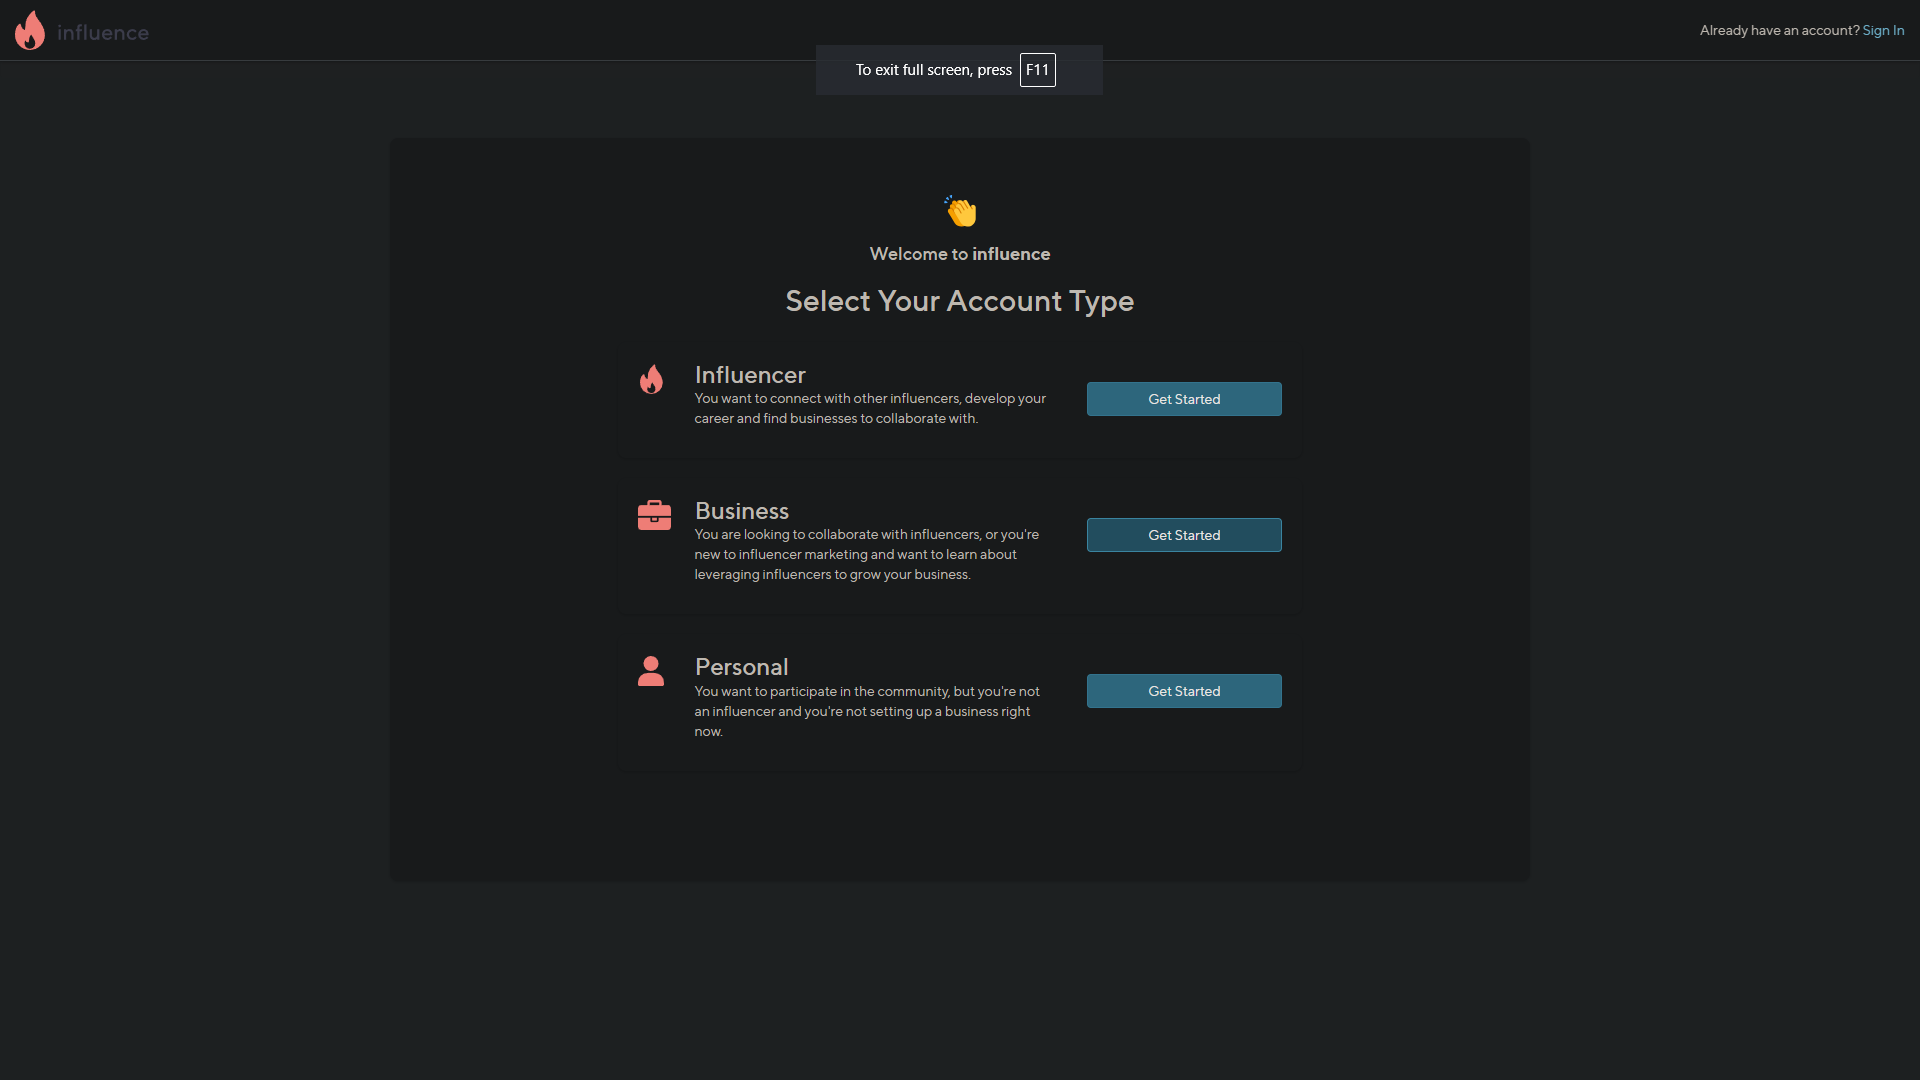 influence
Already have an account? Sign In
To exit full screen, press F11
Welcome to influence
Select Your Account Type
Influencer
You want to connect with other influencers, develop your
career and find businesses to collaborate with.
Get Started
Business
You are looking to collaborate with influencers, or you're
new to influencer marketing and want to learn about
leveraging influencers to grow your business.
Get Started
Personal
You want to participate in the community, but you're not
an influencer and you're not setting up a business right
now.
Get Started